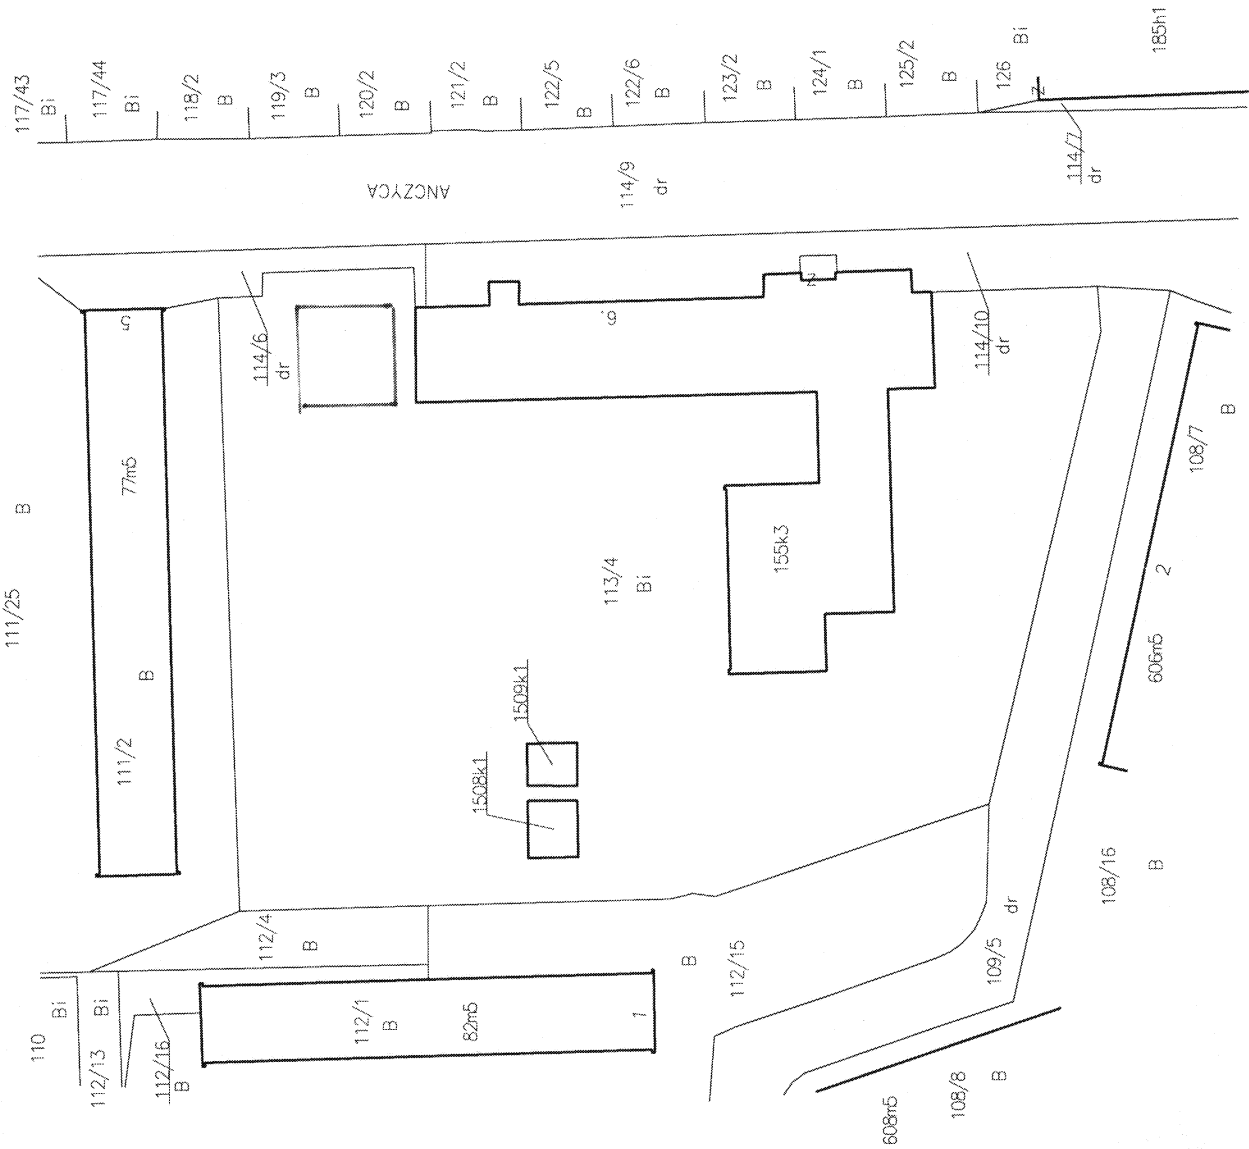 117/43
Bi
117/44
Bi
118/2
B
119/3
B
120/2
B
121/2
B
122/5
B
122/6
B
123/2
B
124/1
B
125/2
B
126
Bi
185h1
z
114/7
dr
ANCZYCA
114/9
dr
114/6
dr
114/10
dr
z
5
6.
77m5
111/25
B
111/2
B
155k3
113/4
Bi
1509k1
1508k1
108/7
B
2
606m5
108/16
B
112/4
B
112/15
B
109/5
dr
110
Bi
112/13
Bi
112/16
B
112/1
B
82m5
1
608m5
108/8
B